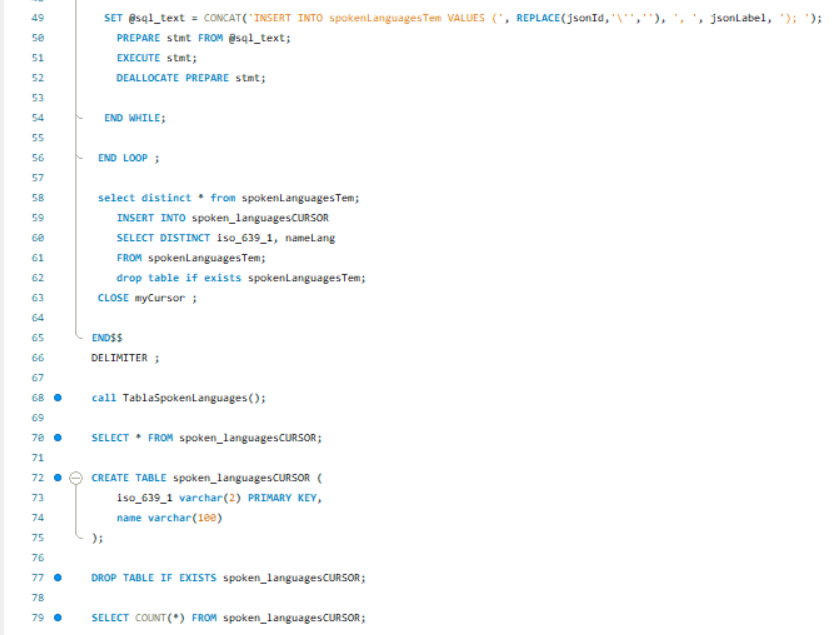 49 SET @sql_text = CONCAT('INSERT INTO spokenLanguagesTem VALUES (', REPLACE(jsonId,'\'',''), ', ', jsonLabel, '); ');
50 PREPARE stmt FROM @sql_text;
51 EXECUTE stmt;
52 DEALLOCATE PREPARE stmt;
53
54 END WHILE;
55
56 END LOOP ;
57
58 select distinct * from spokenLanguagesTem;
59 INSERT INTO spoken_languagesCURSOR
60 SELECT DISTINCT iso_639_1, nameLang
61 FROM spokenLanguagesTem;
62 drop table if exists spokenLanguagesTem;
63 CLOSE myCursor ;
64
65 END$$
66 DELIMITER ;
67
68 call TablaSpokenLanguages();
69
70 SELECT * FROM spoken_languagesCURSOR;
71
72 CREATE TABLE spoken_languagesCURSOR (
73 iso_639_1 varchar(2) PRIMARY KEY,
74 name varchar(100)
75 );
76
77 DROP TABLE IF EXISTS spoken_languagesCURSOR;
78
79 SELECT COUNT(*) FROM spoken_languagesCURSOR;